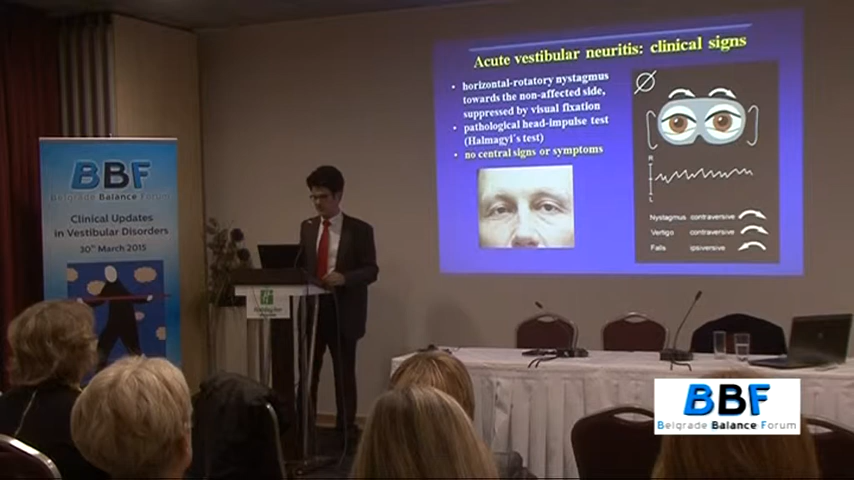 Acute vestibular neuritis: clinical signs
• horizontal-rotatory nystagmus
towards the non-affected side,
suppressed by visual fixation
• pathological head-impulse test
(Halmagyi´s test)
• no central signs or symptoms
R
L
Nystagmus contraversive
Vertigo contraversive
Falls ipsiversive
BBF
Belgrade Balance Forum
Clinical Updates
in Vestibular Disorders
30th March 2015
Holiday Inn
BBF
Belgrade Balance Forum